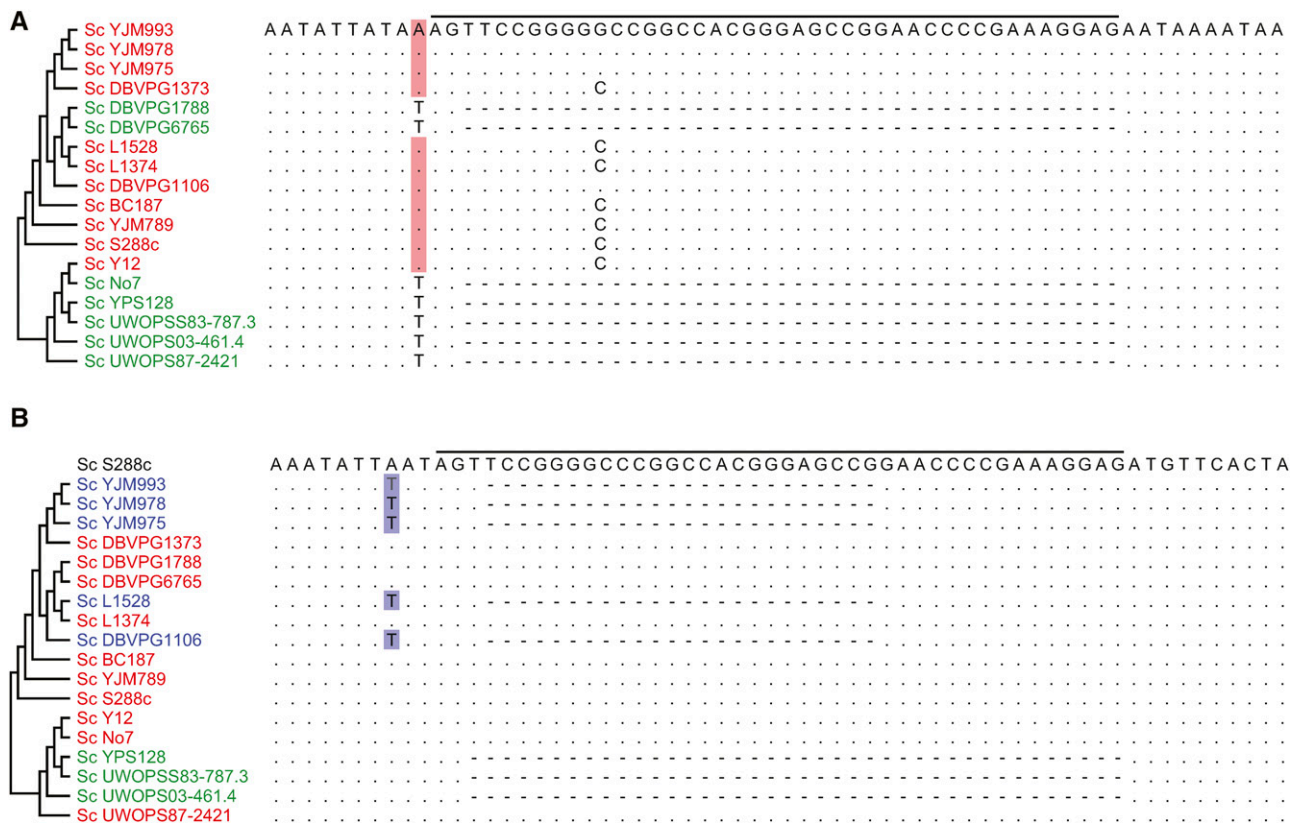 A
Sc YJM993 A A T A T T A T A A A G T T C C G G G G G C C G G C C A C G G G A G C C G G A A C C C C G A A A G G A G A A T A A A A T A A
Sc YJM978
Sc YJM975
Sc DBVPG1373 C
Sc DBVPG1788 T
Sc DBVPG6765 T
Sc L1528 C
Sc L1374 C
Sc DBVPG1106
Sc BC187 C
Sc YJM789 C
Sc S288c C
Sc Y12 C
Sc No7 T
Sc YPS128 T
Sc UWOPSS83-787.3 T
Sc UWOPS03-461.4 T
Sc UWOPS87-2421 T
B
Sc S288c A A A T A T T A A T A G T T C C G G G G C C C G G C C A C G G G A G C C G G A A C C C C G A A A G G A G A T G T T C A C T A
Sc YJM993 T
Sc YJM978 T
Sc YJM975 T
Sc DBVPG1373
Sc DBVPG1788
Sc DBVPG6765
Sc L1528 T
Sc L1374
Sc DBVPG1106 T
Sc BC187
Sc YJM789
Sc S288c
Sc Y12
Sc No7
Sc YPS128
Sc UWOPSS83-787.3
Sc UWOPS03-461.4
Sc UWOPS87-2421